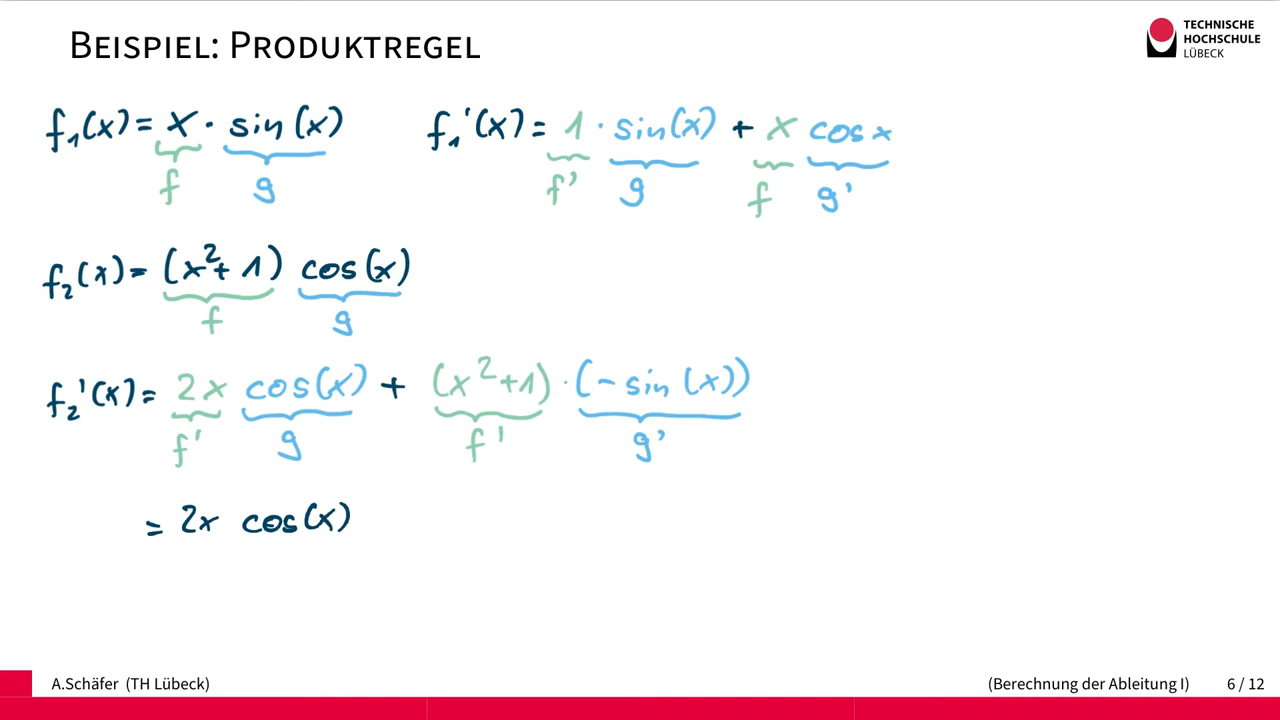 BEISPIEL: PRODUKTREGEL
TECHNISCHE
HOCHSCHULE
LÜBECK
f₁(x) = x · sin(x) f₁'(x) = 1 · sin(x) + x cos x
f g f' g f g'
f₂(x) = (x² + 1) cos(x)
f g
f₂'(x) = 2x cos(x) + (x² + 1) · (− sin(x))
f' g f' g'
= 2x cos(x)
A.Schäfer (TH Lübeck) (Berechnung der Ableitung I) 6 / 12